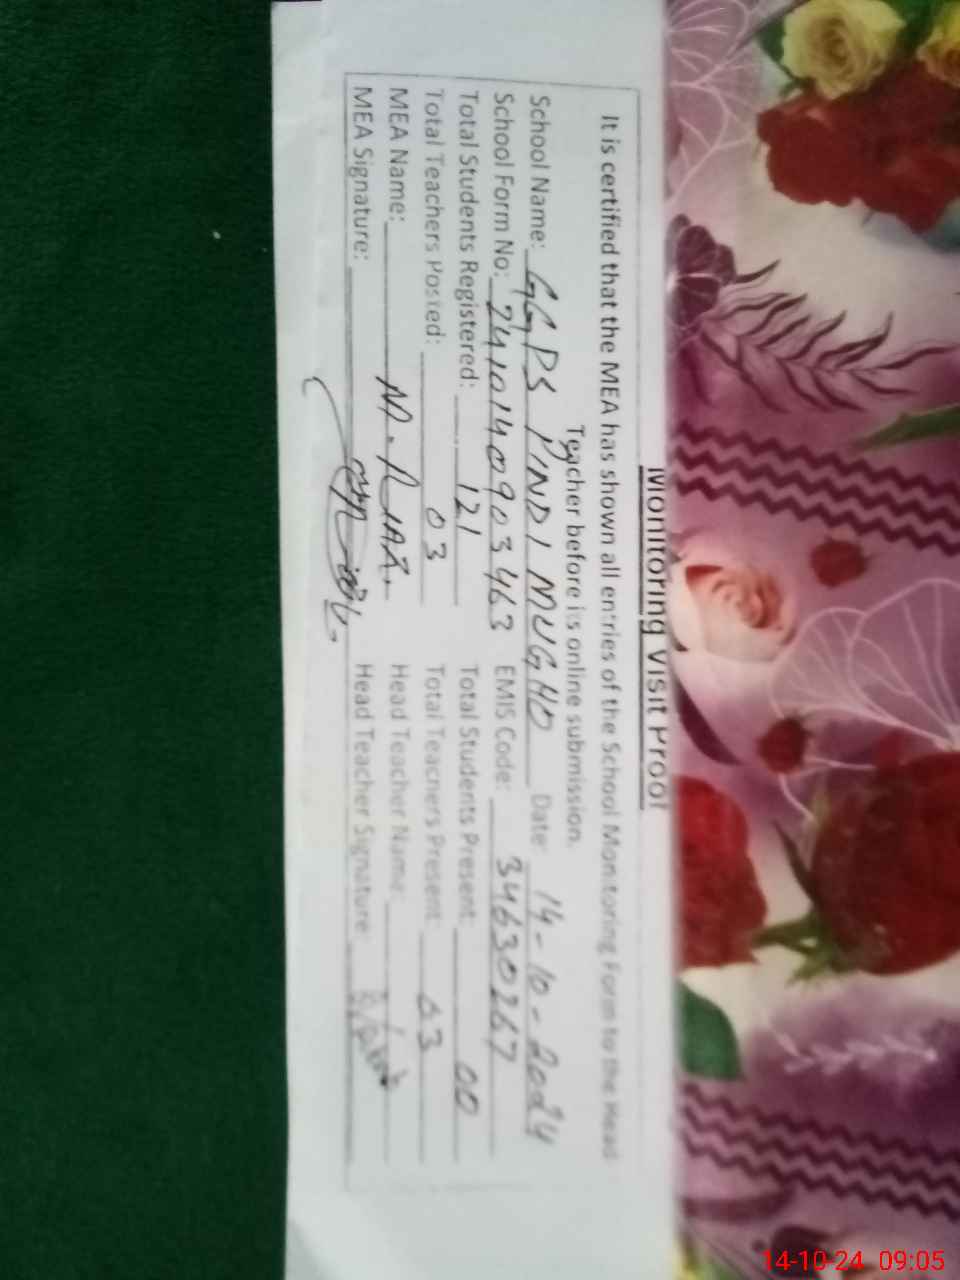 Monitoring Visit Proof
It is certified that the MEA has shown all entries of the School Monitoring Form to the Head
Teacher before its online submission.
School Name: GGPS PINDI MUGHO Date: 14-10-2024
School Form No: 2410140903463 EMIS Code: 34630267
Total Students Registered: 121 Total Students Present: 00
Total Teachers Posted: 03 Total Teachers Present: 03
MEA Name: M. RIAZ. Head Teacher Name:
MEA Signature: Head Teacher Signature:
14-10-24 09:05